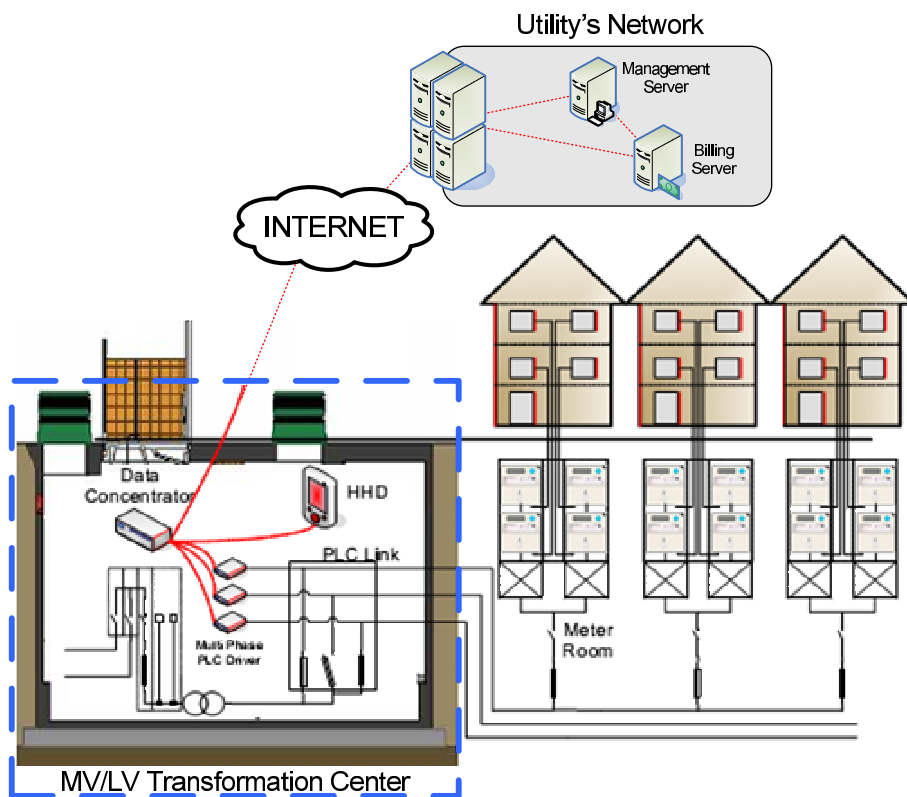 Utility's Network
Management
Server
Billing
Server
INTERNET
Data
Concentrator
HHD
PLC Link
Multi Phase
PLC Driver
Meter
Room
MV/LV Transformation Center